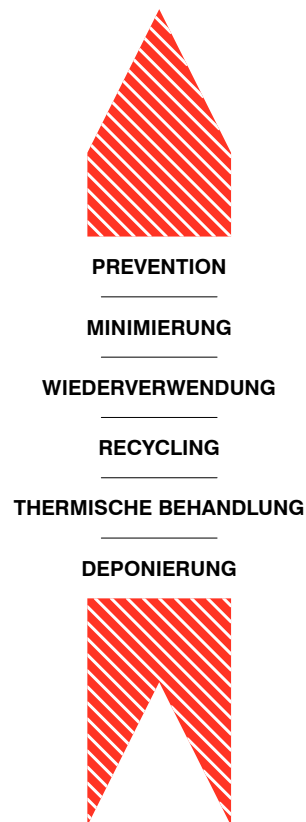 PREVENTION
MINIMIERUNG
WIEDERVERWENDUNG
RECYCLING
THERMISCHE BEHANDLUNG
DEPONIERUNG